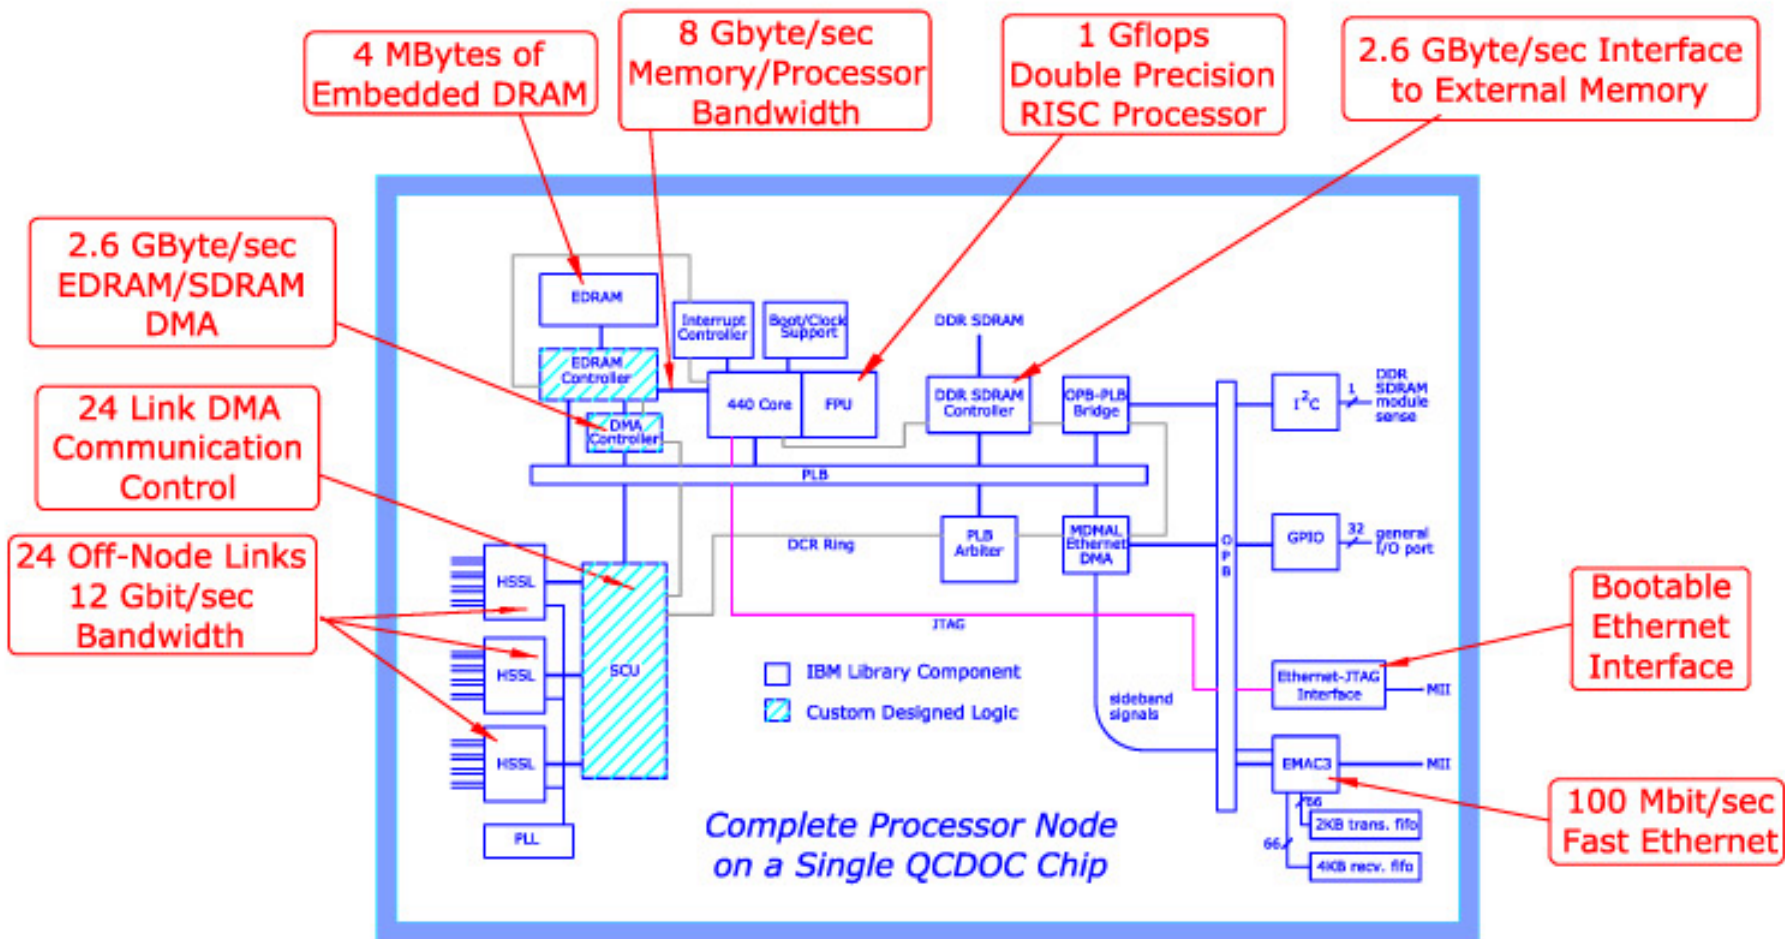 4 MBytes of
Embedded DRAM
8 Gbyte/sec
Memory/Processor
Bandwidth
1 Gflops
Double Precision
RISC Processor
2.6 GByte/sec Interface
to External Memory
2.6 GByte/sec
EDRAM/SDRAM
DMA
24 Link DMA
Communication
Control
24 Off-Node Links
12 Gbit/sec
Bandwidth
EDRAM
EDRAM
Controller
DMA
Controller
Interrupt
Controller
Boot/Clock
Support
440 Core
FPU
DDR SDRAM
DDR SDRAM
Controller
OPB-PLB
Bridge
I²C
1
DDR
SDRAM
module
sense
PLB
OPB
PLB
Arbiter
MDMAL
Ethernet
DMA
GPIO
32
general
I/O port
DCR Ring
HSSL
HSSL
HSSL
SCU
PLL
JTAG
IBM Library Component
Custom Designed Logic
sideband
signals
Ethernet-JTAG
Interface
MII
EMAC3
MII
66
2KB trans. fifo
66
4KB recv. fifo
Bootable
Ethernet
Interface
100 Mbit/sec
Fast Ethernet
Complete Processor Node
on a Single QCDOC Chip